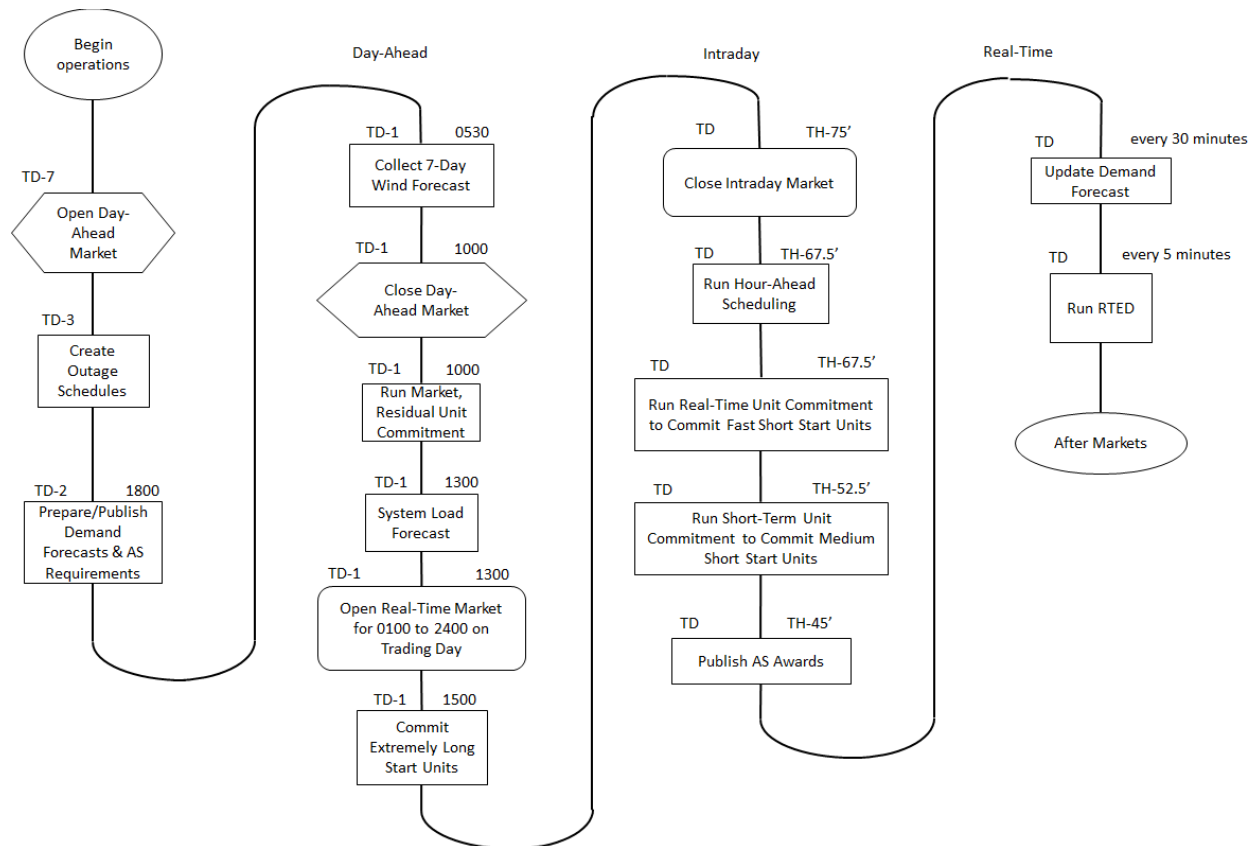 Begin
operations
TD-7
Open Day-
Ahead
Market
TD-3
Create
Outage
Schedules
TD-2 1800
Prepare/Publish
Demand
Forecasts & AS
Requirements
Day-Ahead
TD-1 0530
Collect 7-Day
Wind Forecast
TD-1 1000
Close Day-
Ahead Market
TD-1 1000
Run Market,
Residual Unit
Commitment
TD-1 1300
System Load
Forecast
TD-1 1300
Open Real-Time Market
for 0100 to 2400 on
Trading Day
TD-1 1500
Commit
Extremely Long
Start Units
Intraday
TD TH-75’
Close Intraday Market
TD TH-67.5’
Run Hour-Ahead
Scheduling
TD TH-67.5’
Run Real-Time Unit Commitment
to Commit Fast Short Start Units
TD TH-52.5’
Run Short-Term Unit
Commitment to Commit Medium
Short Start Units
TD TH-45’
Publish AS Awards
Real-Time
TD every 30 minutes
Update Demand
Forecast
TD every 5 minutes
Run RTED
After Markets